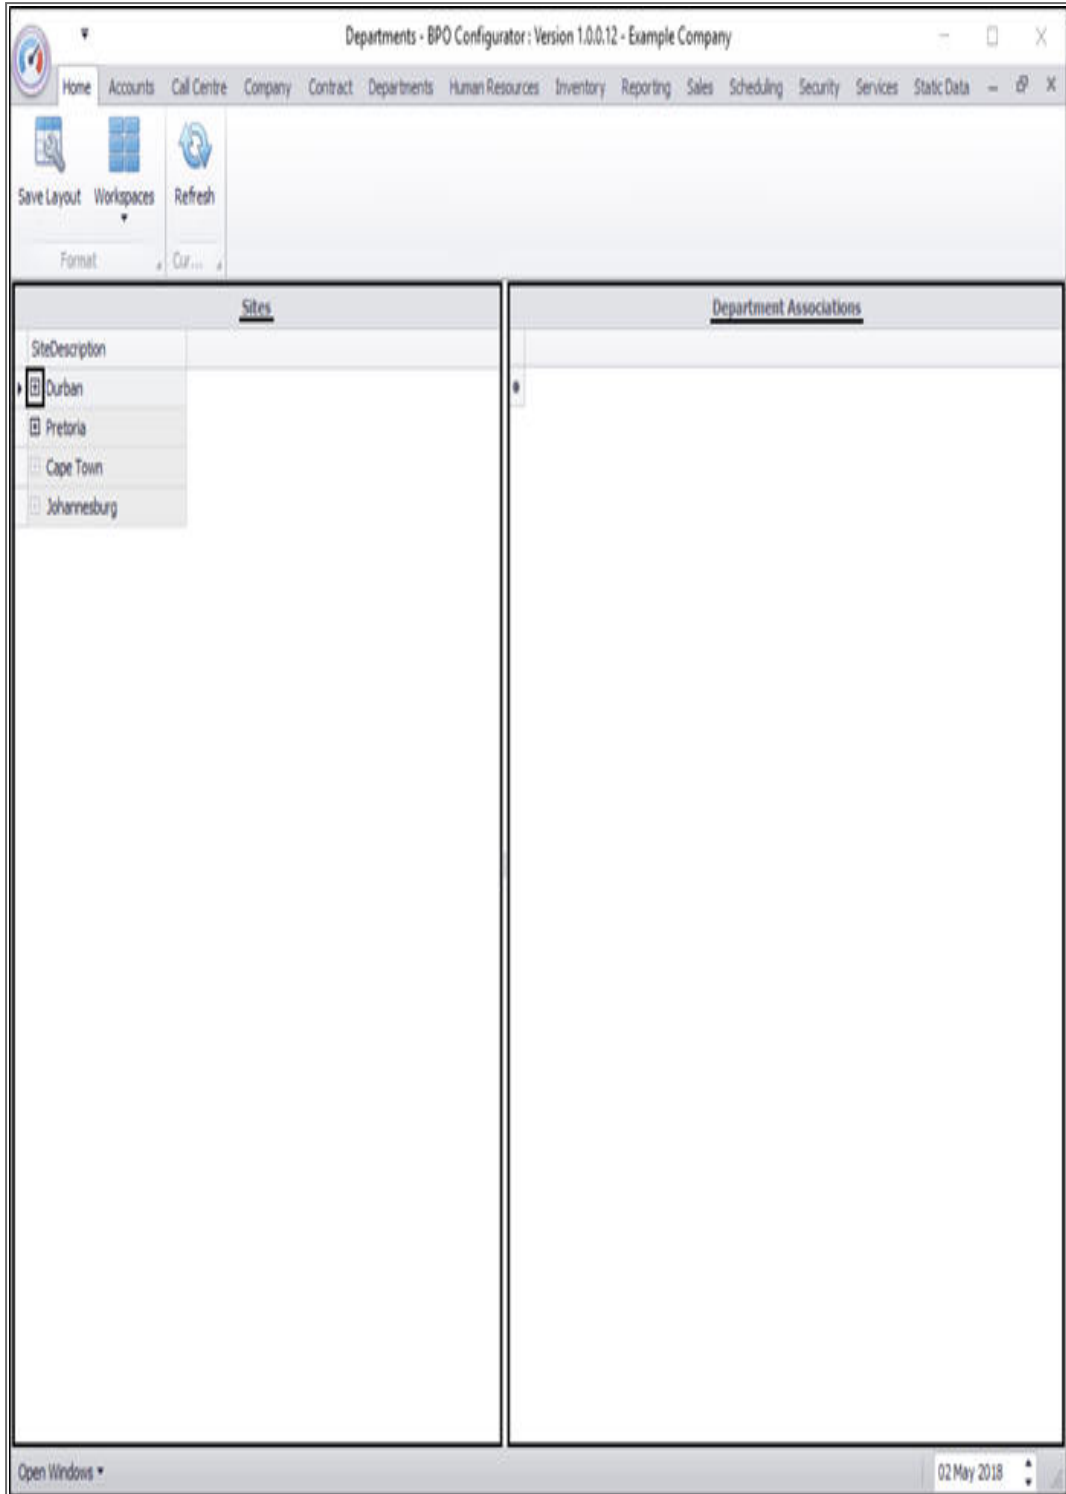 Departments - BPO Configurator : Version 1.0.0.12 - Example Company
Home Accounts Call Centre Company Contract Departments Human Resources Inventory Reporting Sales Scheduling Security Services Static Data
Save Layout Workspaces Refresh
Format Cur...
Sites Department Associations
SiteDescription
Durban
Pretoria
Cape Town
Johannesburg
Open Windows 02 May 2018